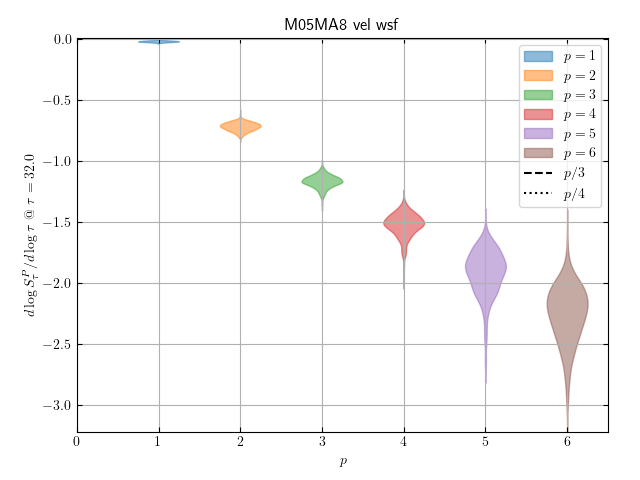 M05MA8 vel wsf
0.0
−0.5
−1.0
−1.5
−2.0
−2.5
−3.0
d log S_τ^P / d log τ @ τ = 32.0
0 1 2 3 4 5 6
p
p = 1
p = 2
p = 3
p = 4
p = 5
p = 6
p/3
p/4